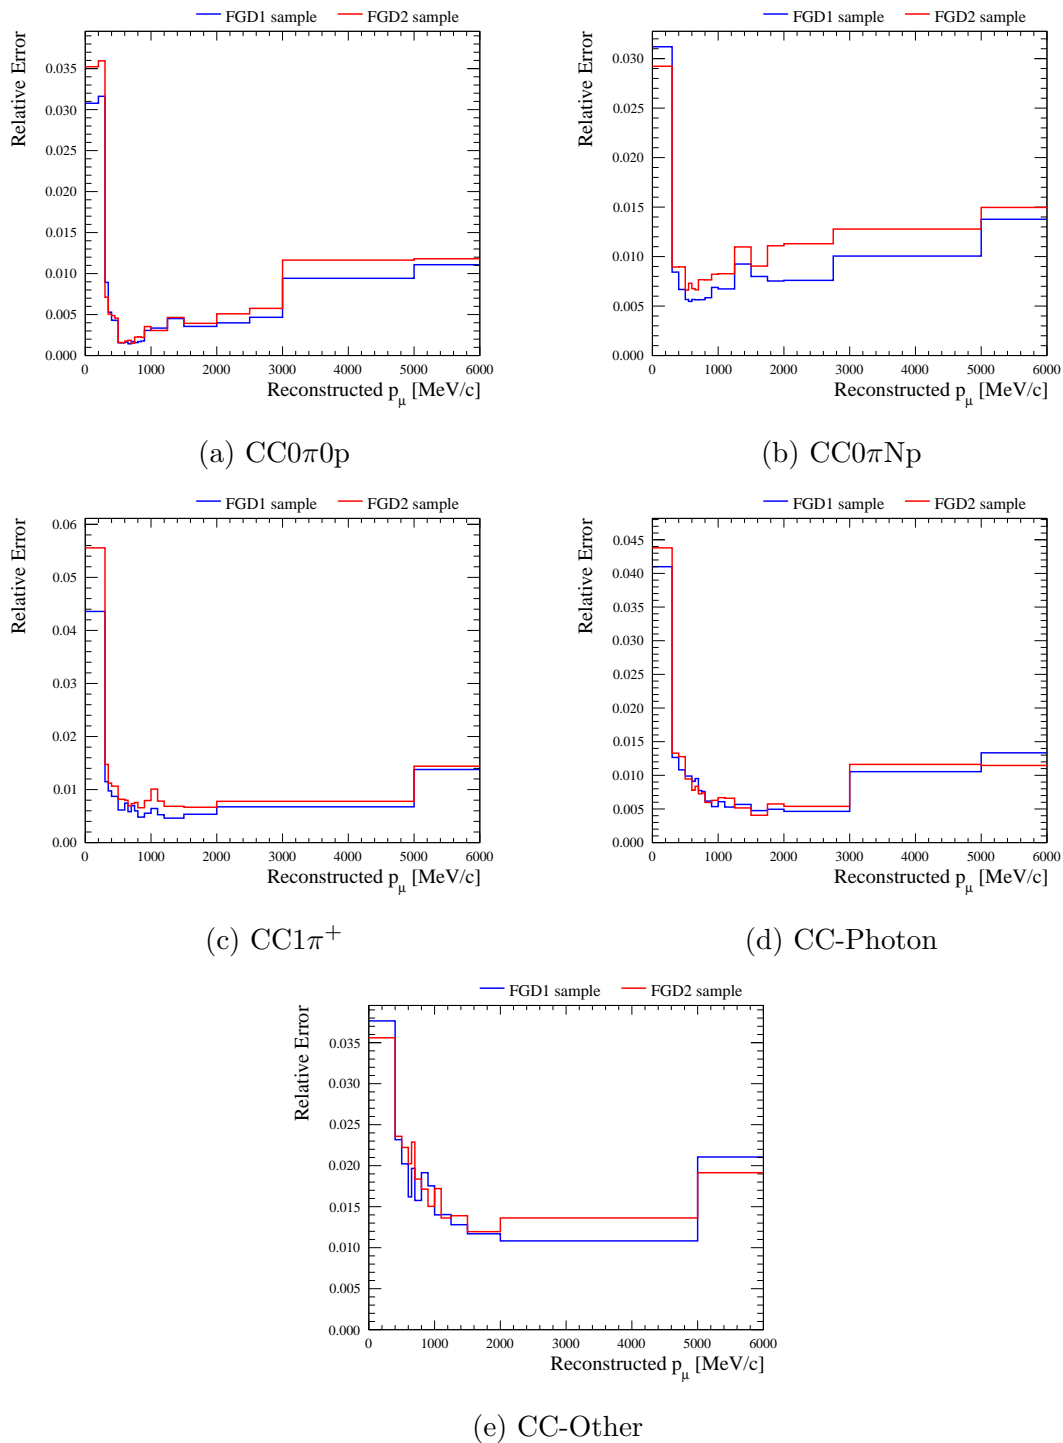 FGD1 sample FGD2 sample
Relative Error
0.035
0.030
0.025
0.020
0.015
0.010
0.005
0.000
0 1000 2000 3000 4000 5000 6000
Reconstructed pμ [MeV/c]
(a) CC0π0p
FGD1 sample FGD2 sample
Relative Error
0.030
0.025
0.020
0.015
0.010
0.005
0.000
0 1000 2000 3000 4000 5000 6000
Reconstructed pμ [MeV/c]
(b) CC0πNp
FGD1 sample FGD2 sample
Relative Error
0.06
0.05
0.04
0.03
0.02
0.01
0.00
0 1000 2000 3000 4000 5000 6000
Reconstructed pμ [MeV/c]
(c) CC1π⁺
FGD1 sample FGD2 sample
Relative Error
0.045
0.040
0.035
0.030
0.025
0.020
0.015
0.010
0.005
0.000
0 1000 2000 3000 4000 5000 6000
Reconstructed pμ [MeV/c]
(d) CC-Photon
FGD1 sample FGD2 sample
Relative Error
0.035
0.030
0.025
0.020
0.015
0.010
0.005
0.000
0 1000 2000 3000 4000 5000 6000
Reconstructed pμ [MeV/c]
(e) CC-Other